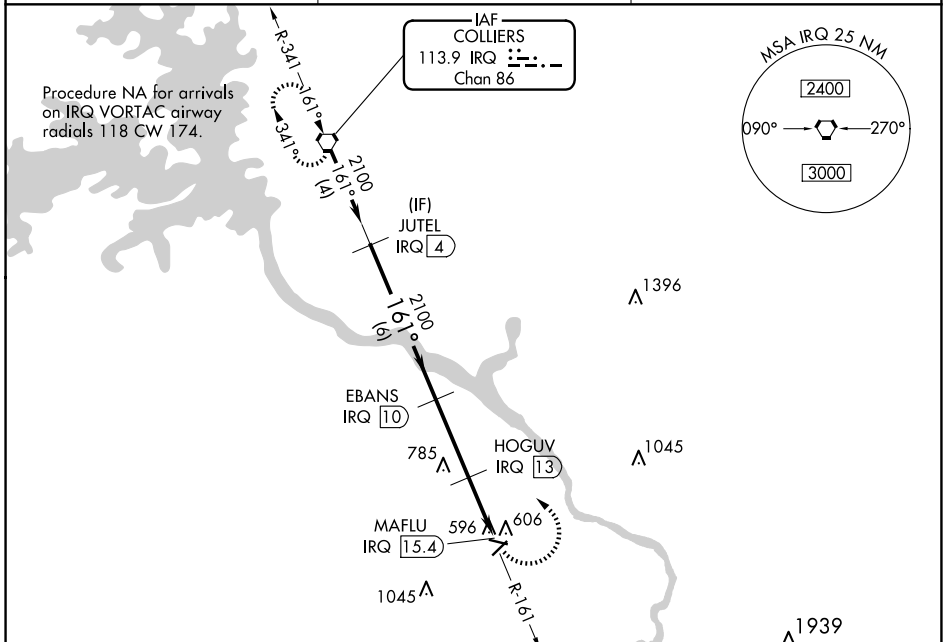 IAF
COLLIERS
113.9 IRQ
Chan 86
MSA IRQ 25 NM
2400
090°
270°
3000
Procedure NA for arrivals
on IRQ VORTAC airway
radials 118 CW 174.
R-341
161°
341°
2100
161°
(4)
(IF)
JUTEL
IRQ 4
1396
2100
161°
(6)
EBANS
IRQ 10
785
HOGUV
IRQ 13
1045
MAFLU
IRQ 15.4
596
606
1045
R-161
1939